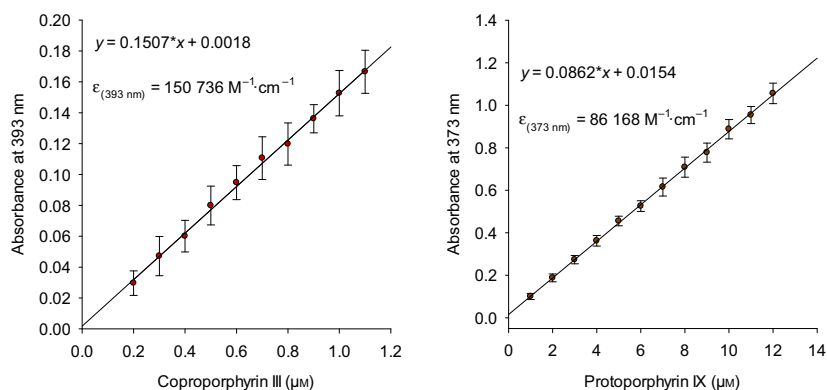 0.20
0.18
0.16
0.14
0.12
0.10
0.08
0.06
0.04
0.02
0.00
Absorbance at 393 nm
y = 0.1507*x + 0.0018
ε(393 nm) = 150 736 M−1·cm−1
0.0 0.2 0.4 0.6 0.8 1.0 1.2
Coproporphyrin III (μM)
1.4
1.2
1.0
0.8
0.6
0.4
0.2
0.0
Absorbance at 373 nm
y = 0.0862*x + 0.0154
ε(373 nm) = 86 168 M−1·cm−1
0 2 4 6 8 10 12 14
Protoporphyrin IX (μM)